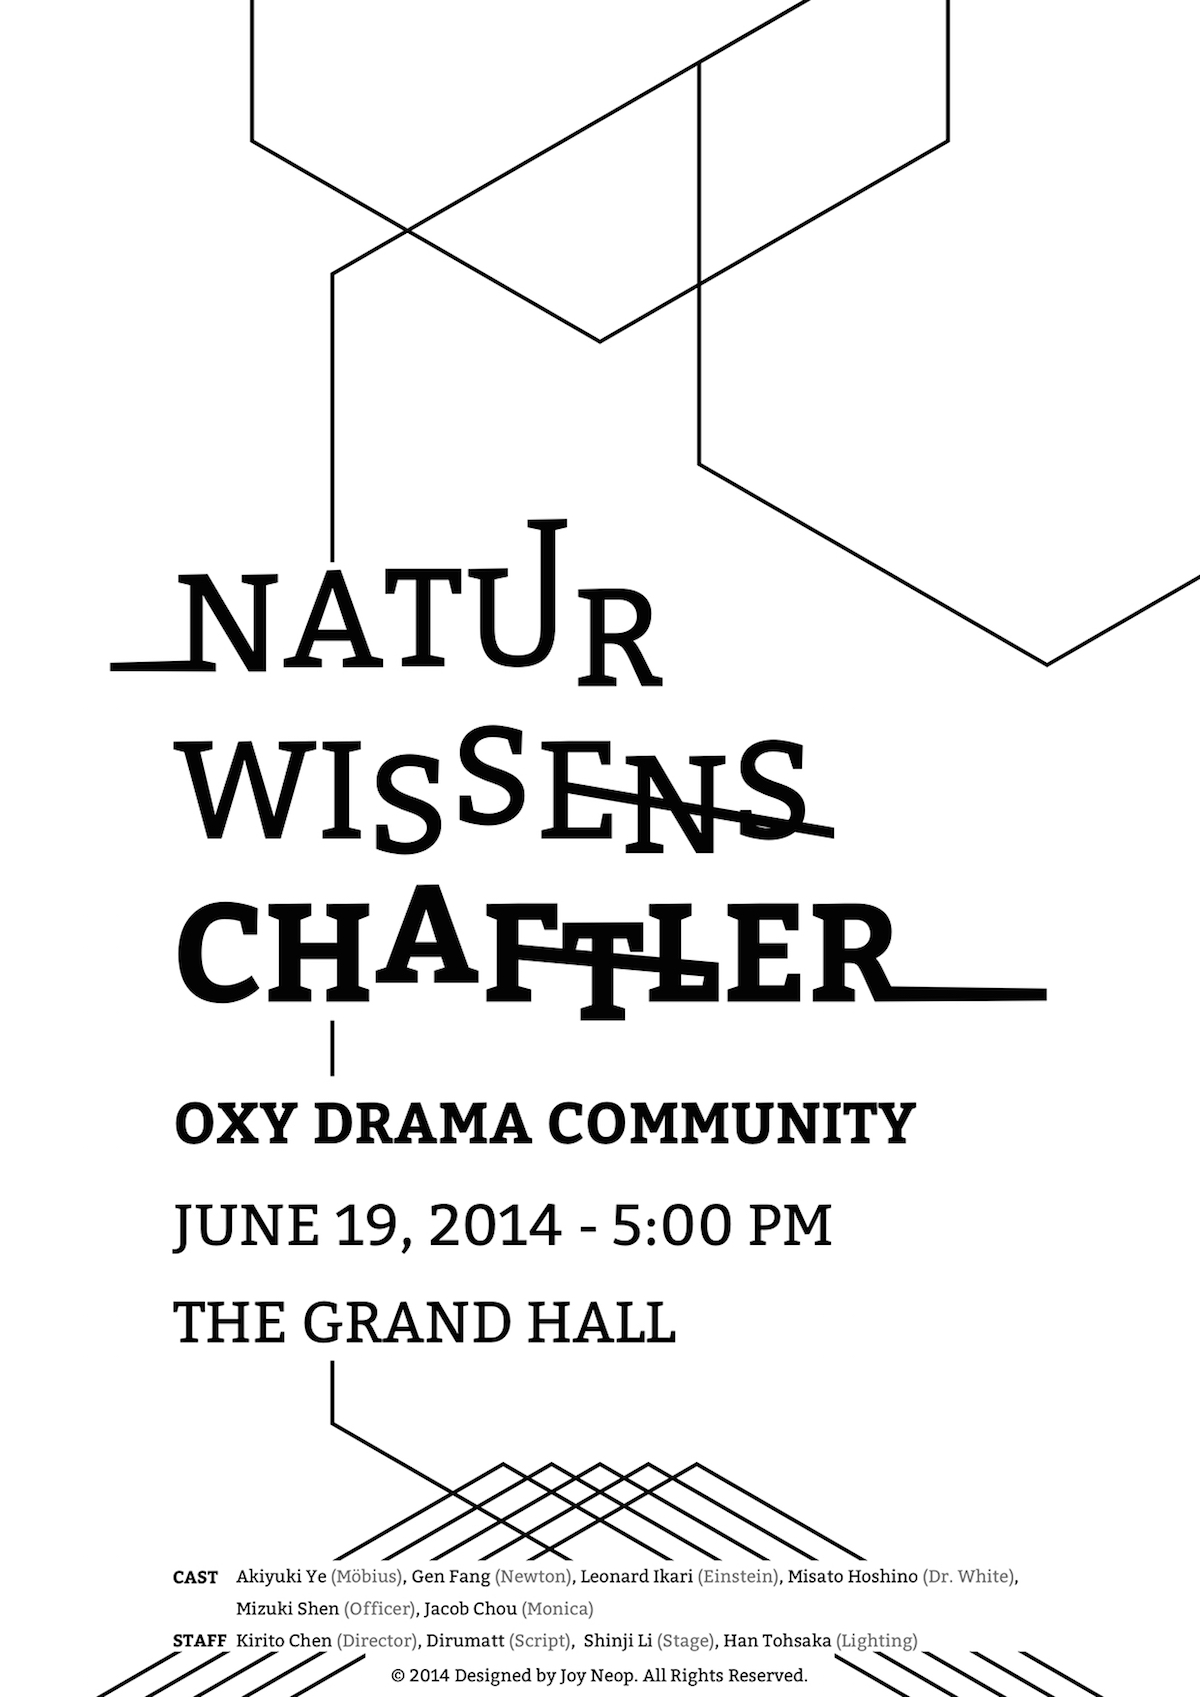 NATUR
WISSENS
CHAFTLER
OXY DRAMA COMMUNITY
JUNE 19, 2014 - 5:00 PM
THE GRAND HALL
CAST Akiyuki Ye (Möbius), Gen Fang (Newton), Leonard Ikari (Einstein), Misato Hoshino (Dr. White),
Mizuki Shen (Officer), Jacob Chou (Monica)
STAFF Kirito Chen (Director), Dirumatt (Script), Shinji Li (Stage), Han Tohsaka (Lighting)
© 2014 Designed by Joy Neop. All Rights Reserved.